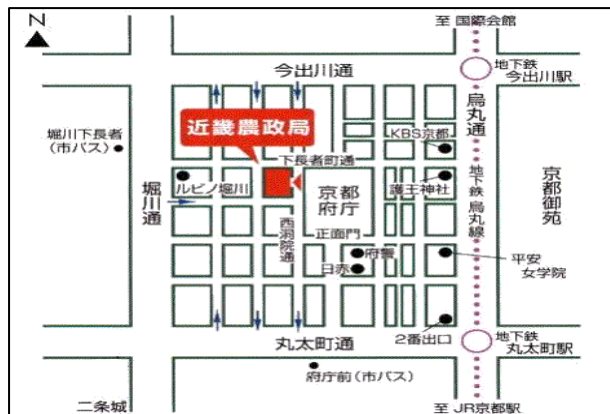 N
至 国際会館
今出川通
地下鉄
今出川駅
烏丸通
堀川下長者
(市バス)
近畿農政局
KBS京都
下長者町通
ルビノ堀川
京都
府庁
護王神社
地下鉄 烏丸線
京都御苑
堀川通
西洞院通
正面門
府警
日赤
平安
女学院
2番出口
丸太町通
地下鉄
丸太町駅
府庁前(市バス)
二条城
至 JR京都駅